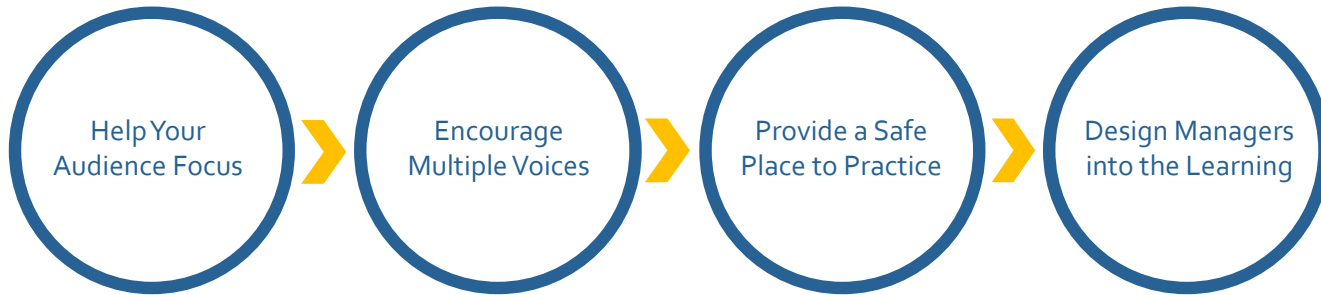 Help Your
Audience Focus
Encourage
Multiple Voices
Provide a Safe
Place to Practice
Design Managers
into the Learning